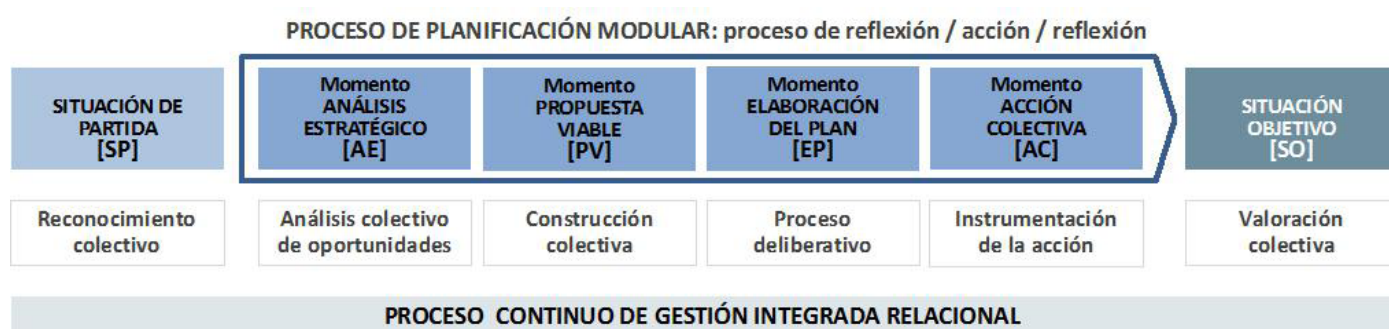 PROCESO DE PLANIFICACIÓN MODULAR: proceso de reflexión / acción / reflexión
SITUACIÓN DE
PARTIDA
[SP]
Momento
ANÁLISIS
ESTRATÉGICO
[AE]
Momento
PROPUESTA
VIABLE
[PV]
Momento
ELABORACIÓN
DEL PLAN
[EP]
Momento
ACCIÓN
COLECTIVA
[AC]
SITUACIÓN
OBJETIVO
[SO]
Reconocimiento
colectivo
Análisis colectivo
de oportunidades
Construcción
colectiva
Proceso
deliberativo
Instrumentación
de la acción
Valoración
colectiva
PROCESO CONTINUO DE GESTIÓN INTEGRADA RELACIONAL